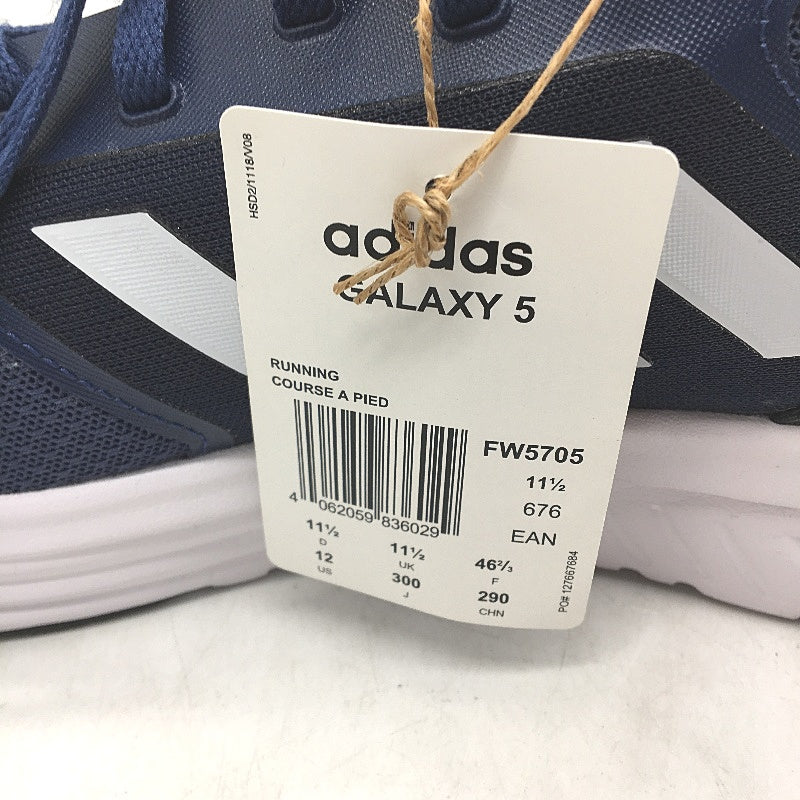 HSD2/1118/V08
adidas
GALAXY 5
RUNNING
COURSE A PIED
FW5705
11½
676
EAN
4 062059 836029
11½ 11½ 46⅔
D UK F
12 300 290
US J CHN
PO# 127667684